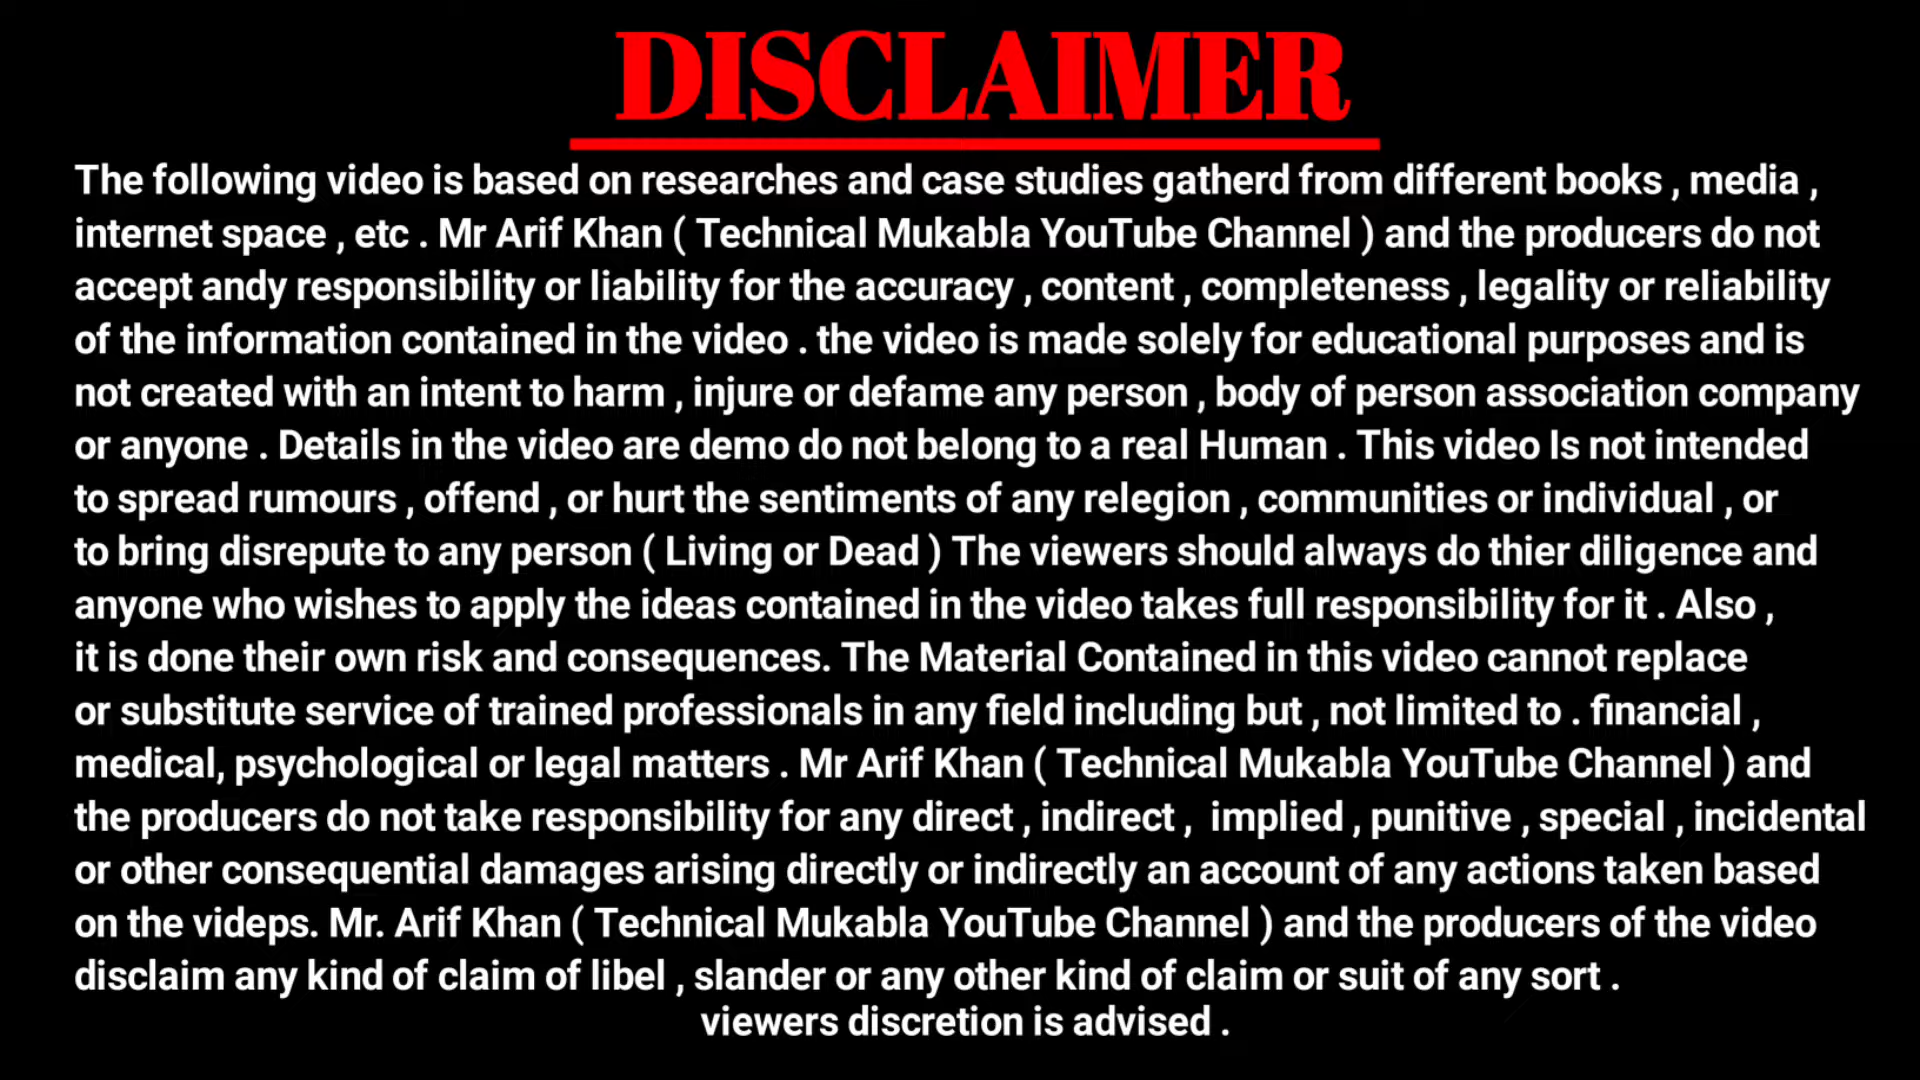 DISCLAIMER
The following video is based on researches and case studies gatherd from different books , media ,
internet space , etc . Mr Arif Khan ( Technical Mukabla YouTube Channel ) and the producers do not
accept andy responsibility or liability for the accuracy , content , completeness , legality or reliability
of the information contained in the video . the video is made solely for educational purposes and is
not created with an intent to harm , injure or defame any person , body of person association company
or anyone . Details in the video are demo do not belong to a real Human . This video Is not intended
to spread rumours , offend , or hurt the sentiments of any relegion , communities or individual , or
to bring disrepute to any person ( Living or Dead ) The viewers should always do thier diligence and
anyone who wishes to apply the ideas contained in the video takes full responsibility for it . Also ,
it is done their own risk and consequences. The Material Contained in this video cannot replace
or substitute service of trained professionals in any field including but , not limited to . financial ,
medical, psychological or legal matters . Mr Arif Khan ( Technical Mukabla YouTube Channel ) and
the producers do not take responsibility for any direct , indirect ,  implied , punitive , special , incidental
or other consequential damages arising directly or indirectly an account of any actions taken based
on the videps. Mr. Arif Khan ( Technical Mukabla YouTube Channel ) and the producers of the video
disclaim any kind of claim of libel , slander or any other kind of claim or suit of any sort .
viewers discretion is advised .